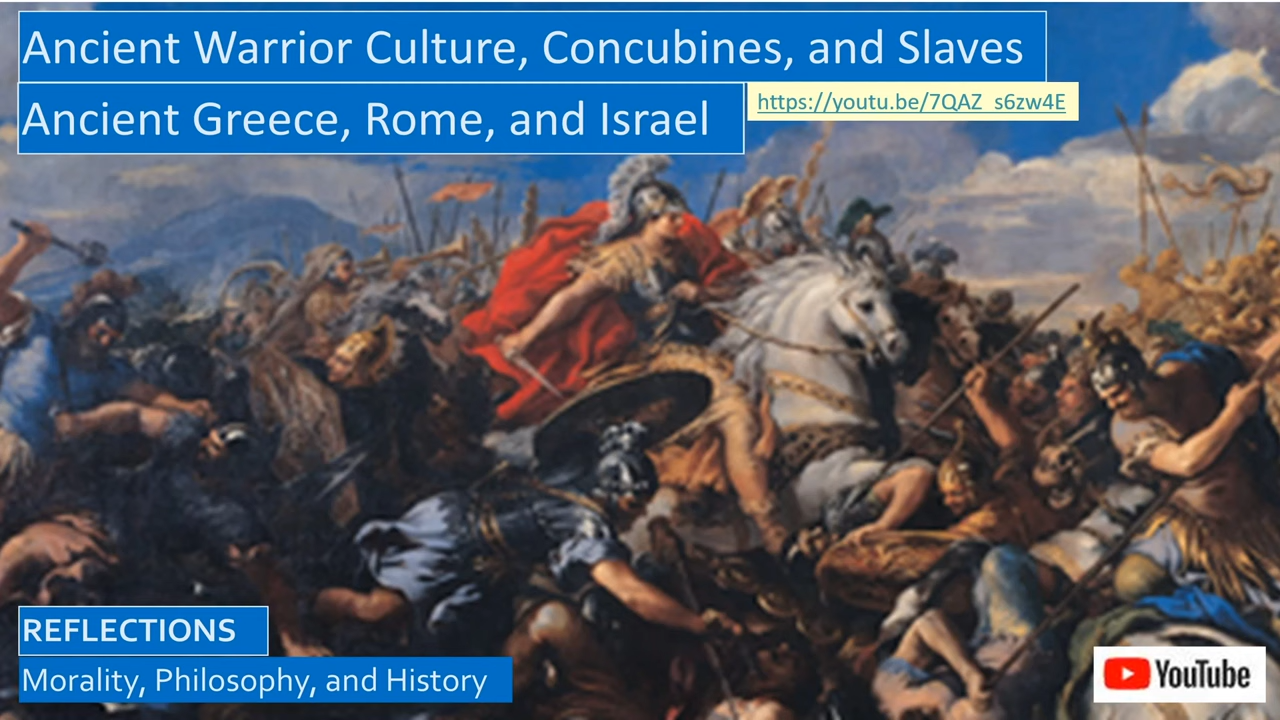 Ancient Warrior Culture, Concubines, and Slaves
Ancient Greece, Rome, and Israel
https://youtu.be/7QAZ_s6zw4E
REFLECTIONS
Morality, Philosophy, and History
YouTube